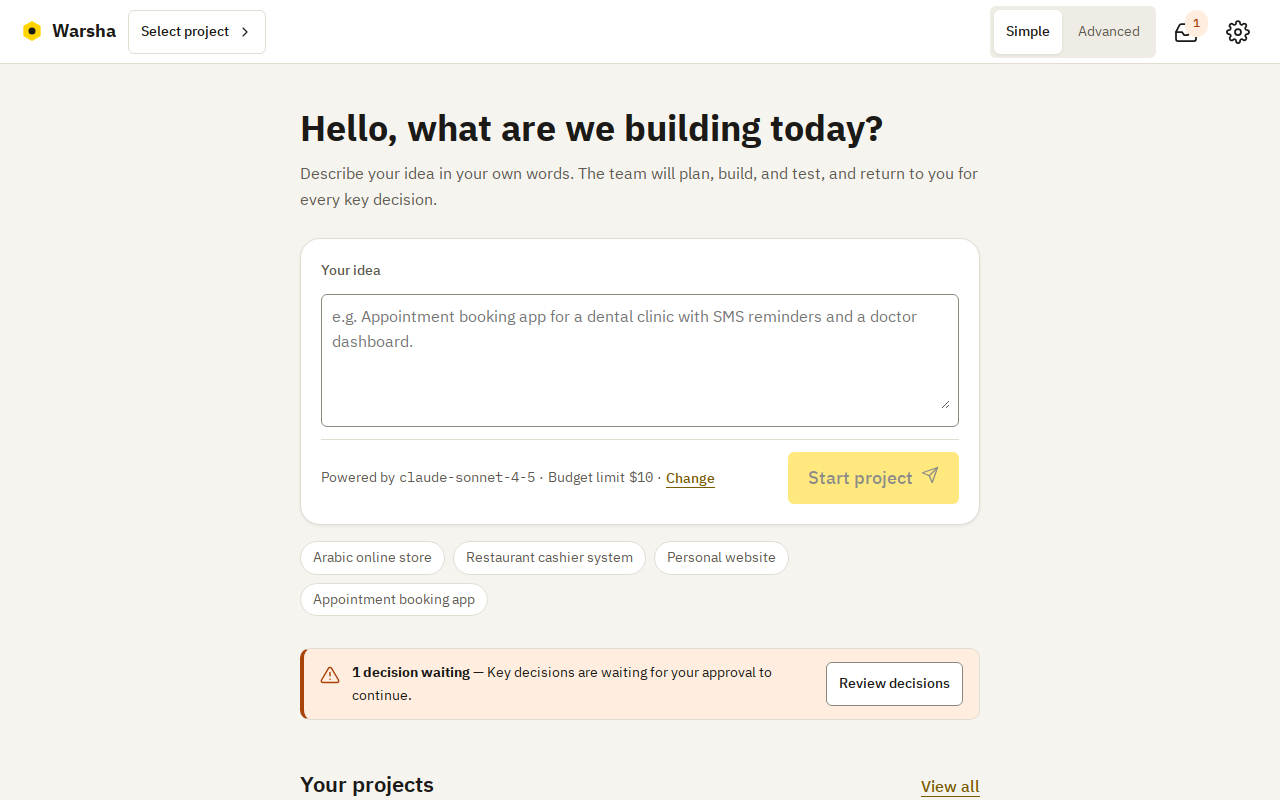 Warsha
Select project
Simple
Advanced
1
Hello, what are we building today?
Describe your idea in your own words. The team will plan, build, and test, and return to you for
every key decision.
Your idea
e.g. Appointment booking app for a dental clinic with SMS reminders and a doctor
dashboard.
Powered by claude-sonnet-4-5 · Budget limit $10 · Change
Start project
Arabic online store
Restaurant cashier system
Personal website
Appointment booking app
1 decision waiting — Key decisions are waiting for your approval to
continue.
Review decisions
Your projects
View all